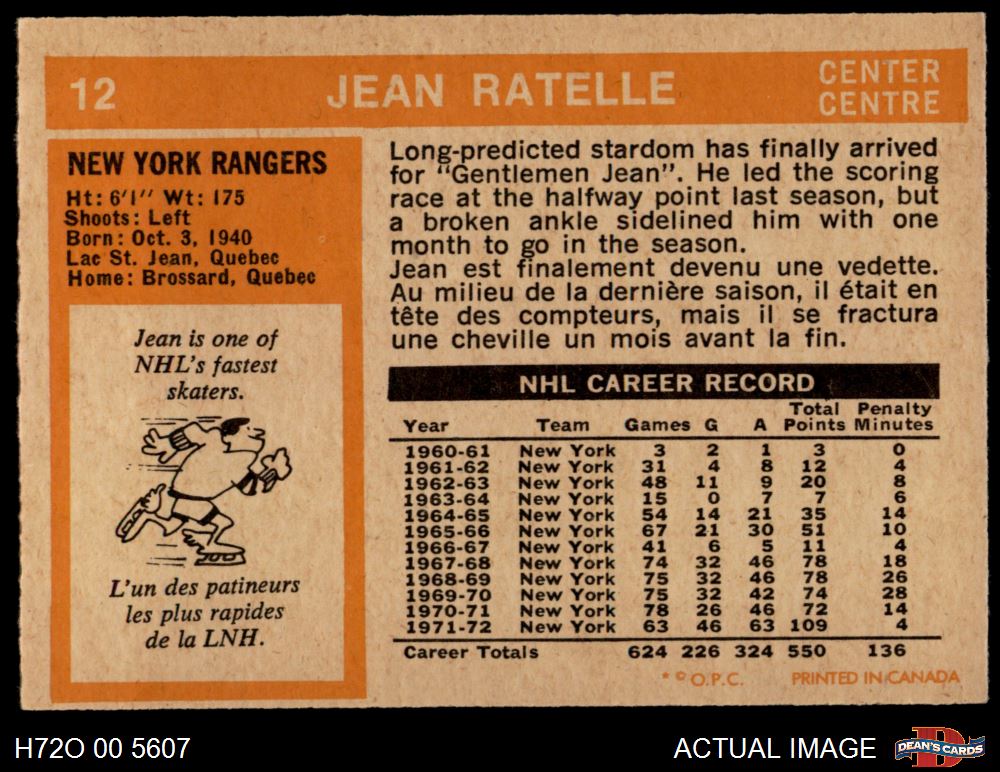 12
JEAN RATELLE
CENTER
CENTRE
NEW YORK RANGERS
Ht: 6'1" Wt: 175
Shoots: Left
Born: Oct. 3, 1940
Lac St. Jean, Quebec
Home: Brossard, Quebec
Jean is one of
NHL's fastest
skaters.
L'un des patineurs
les plus rapides
de la LNH.
Long-predicted stardom has finally arrived
for "Gentlemen Jean". He led the scoring
race at the halfway point last season, but
a broken ankle sidelined him with one
month to go in the season.
Jean est finalement devenu une vedette.
Au milieu de la dernière saison, il était en
tête des compteurs, mais il se fractura
une cheville un mois avant la fin.
NHL CAREER RECORD
Total Penalty
Year Team Games G A Points Minutes
1960-61 New York 3 2 1 3 0
1961-62 New York 31 4 8 12 4
1962-63 New York 48 11 9 20 8
1963-64 New York 15 0 7 7 6
1964-65 New York 54 14 21 35 14
1965-66 New York 67 21 30 51 10
1966-67 New York 41 6 5 11 4
1967-68 New York 74 32 46 78 18
1968-69 New York 75 32 46 78 26
1969-70 New York 75 32 42 74 28
1970-71 New York 78 26 46 72 14
1971-72 New York 63 46 63 109 4
Career Totals 624 226 324 550 136
* © O.P.C. PRINTED IN CANADA
H72O 00 5607
ACTUAL IMAGE
D
DEAN'S CARDS